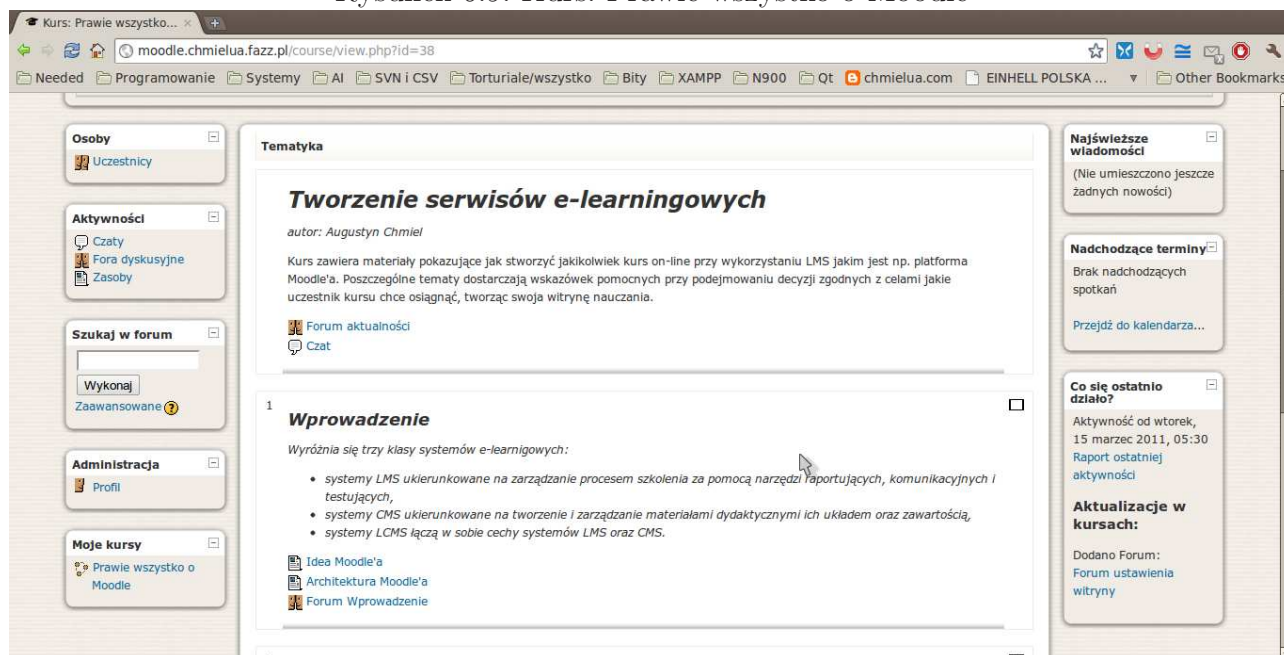 Rysunek 6.3: Kurs: Prawie wszystko o Moodle
Kurs: Prawie wszystko...
moodle.chmielua.fazz.pl/course/view.php?id=38
Needed Programowanie Systemy AI SVN i CSV Torturiale/wszystko Bity XAMPP N900 Qt chmielua.com EINHELL POLSKA ... Other Bookmarks
Osoby
Uczestnicy
Aktywności
Czaty
Fora dyskusyjne
Zasoby
Szukaj w forum
Wykonaj
Zaawansowane ?
Administracja
Profil
Moje kursy
Prawie wszystko o
Moodle
Tematyka
Tworzenie serwisów e-learningowych
autor: Augustyn Chmiel
Kurs zawiera materiały pokazujące jak stworzyć jakikolwiek kurs on-line przy wykorzystaniu LMS jakim jest np. platforma
Moodle'a. Poszczególne tematy dostarczają wskazówek pomocnych przy podejmowaniu decyzji zgodnych z celami jakie
uczestnik kursu chce osiągnąć, tworząc swoja witrynę nauczania.
Forum aktualności
Czat
1
Wprowadzenie
Wyróżnia się trzy klasy systemów e-learnigowych:
• systemy LMS ukierunkowane na zarządzanie procesem szkolenia za pomocą narzędzi raportujących, komunikacyjnych i
testujących,
• systemy CMS ukierunkowane na tworzenie i zarządzanie materiałami dydaktycznymi ich układem oraz zawartością,
• systemy LCMS łączą w sobie cechy systemów LMS oraz CMS.
Idea Moodle'a
Architektura Moodle'a
Forum Wprowadzenie
Najświeższe
wiadomości
(Nie umieszczono jeszcze
żadnych nowości)
Nadchodzące terminy
Brak nadchodzących
spotkań
Przejdź do kalendarza...
Co się ostatnio
działo?
Aktywność od wtorek,
15 marzec 2011, 05:30
Raport ostatniej
aktywności
Aktualizacje w
kursach:
Dodano Forum:
Forum ustawienia
witryny